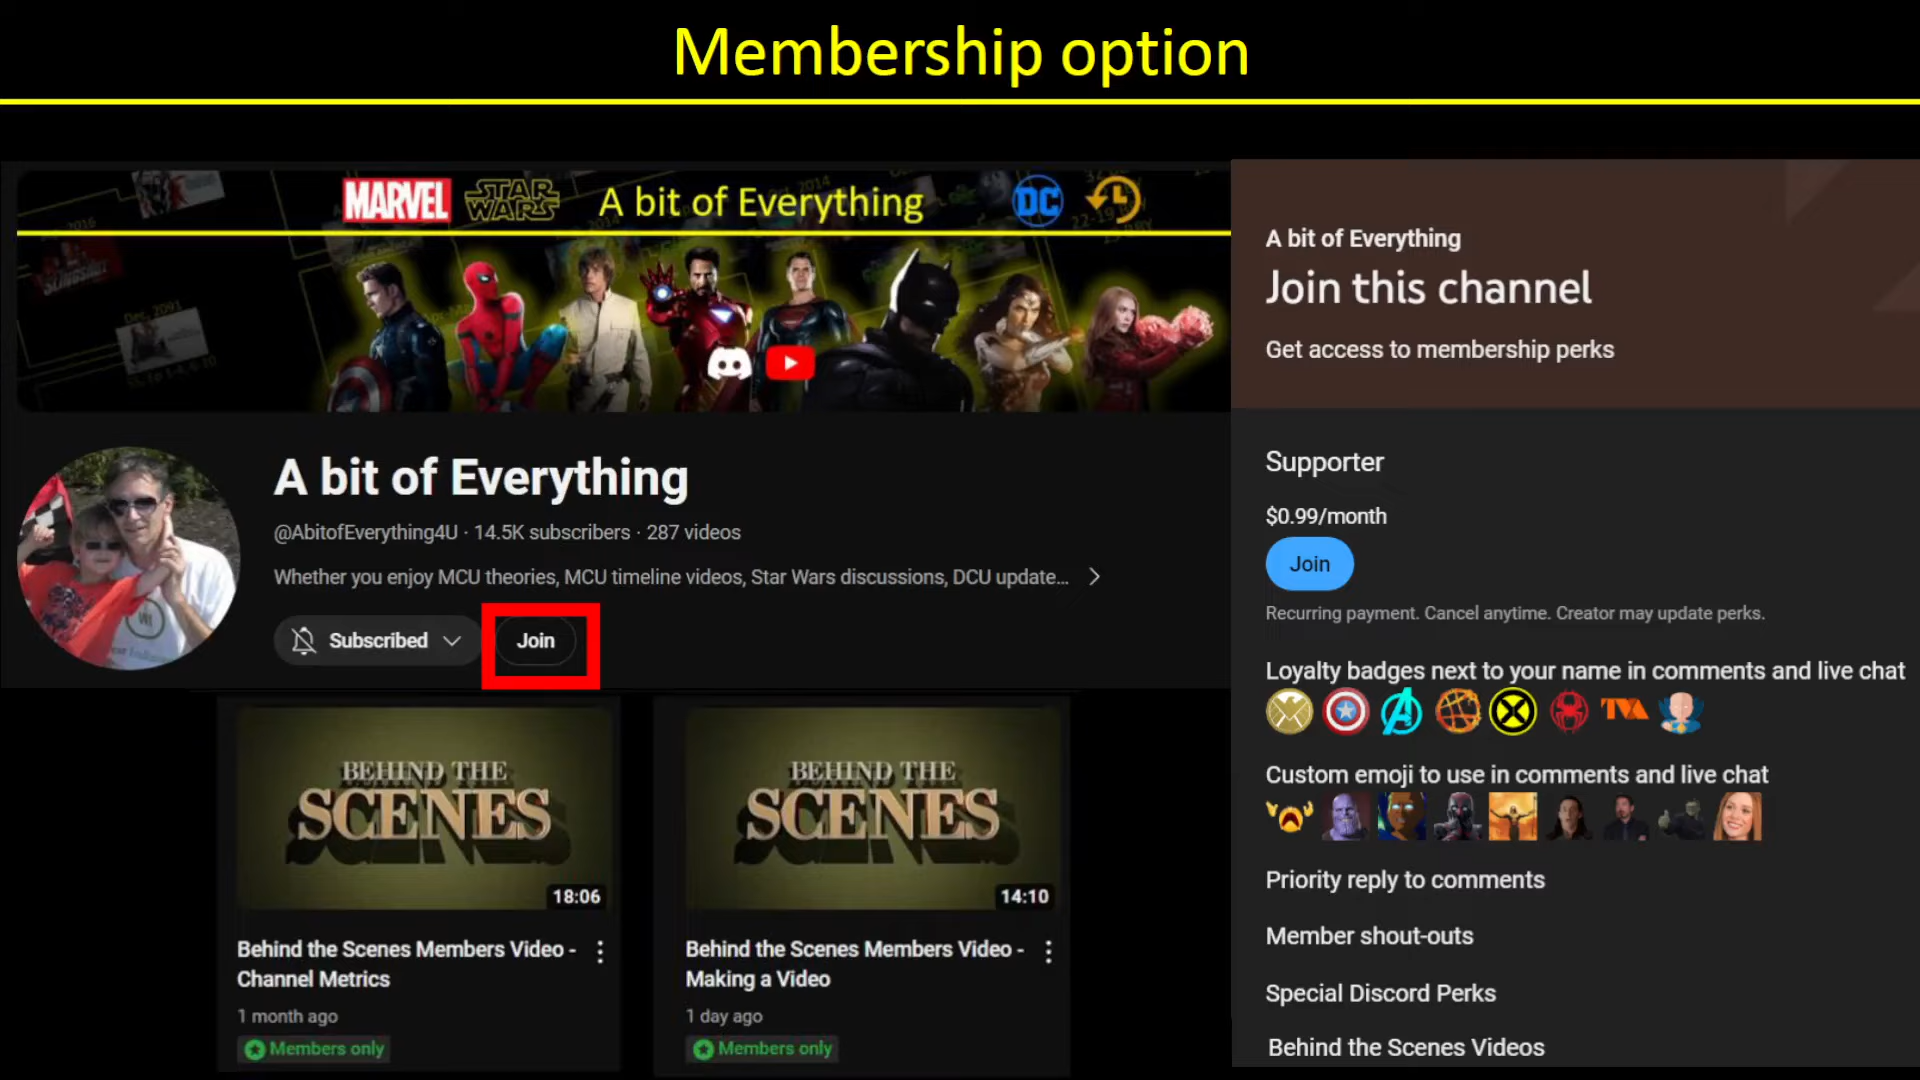 Membership option
MARVEL
STAR
WARS
A bit of Everything
DC
A bit of Everything
@AbitofEverything4U · 14.5K subscribers · 287 videos
Whether you enjoy MCU theories, MCU timeline videos, Star Wars discussions, DCU update...
Subscribed
Join
BEHIND THE
SCENES
18:06
Behind the Scenes Members Video -
Channel Metrics
1 month ago
Members only
BEHIND THE
SCENES
14:10
Behind the Scenes Members Video -
Making a Video
1 day ago
Members only
A bit of Everything
Join this channel
Get access to membership perks
Supporter
$0.99/month
Join
Recurring payment. Cancel anytime. Creator may update perks.
Loyalty badges next to your name in comments and live chat
TVA
Custom emoji to use in comments and live chat
Priority reply to comments
Member shout-outs
Special Discord Perks
Behind the Scenes Videos